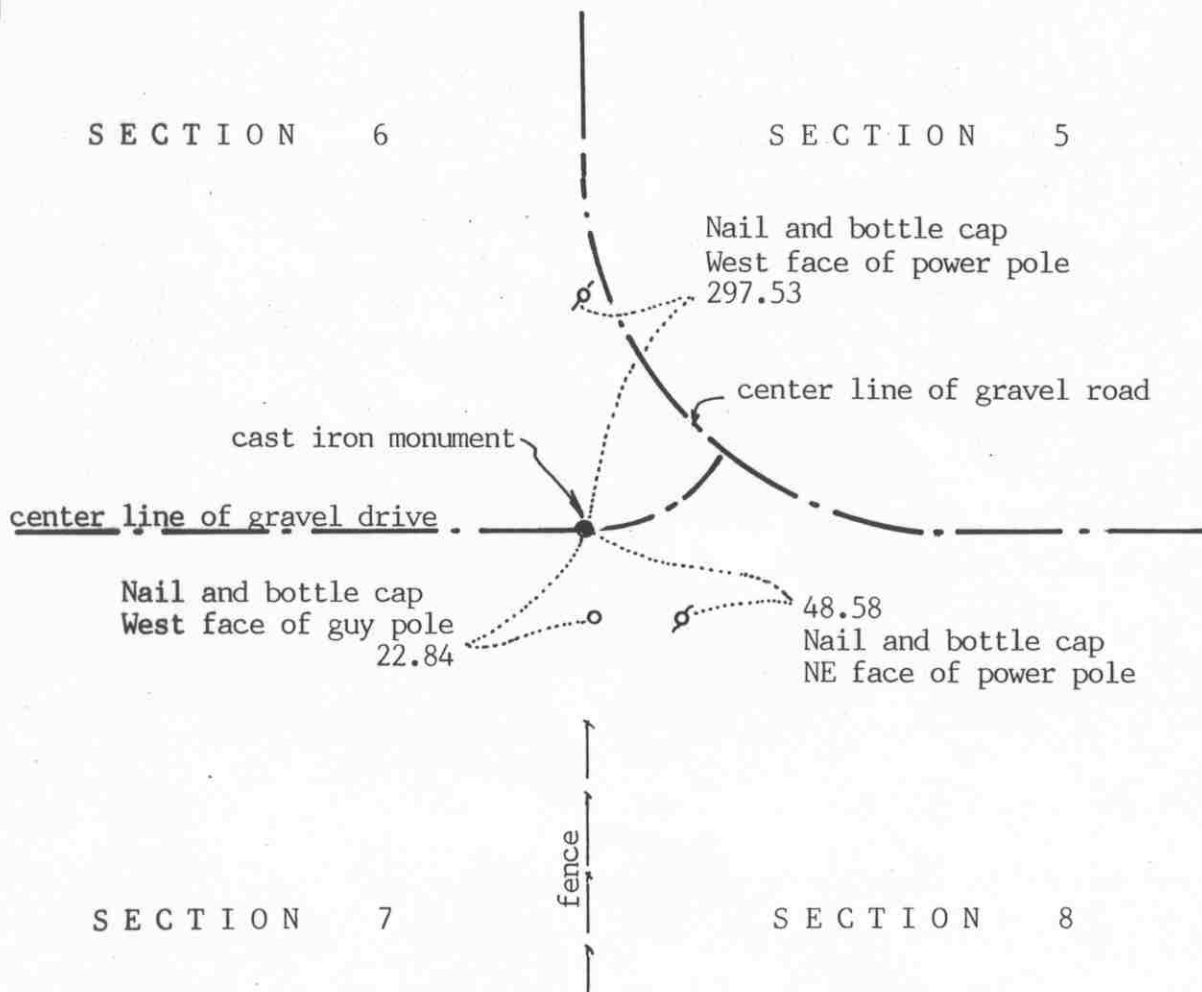 SECTION 6
SECTION 5
Nail and bottle cap
West face of power pole
297.53
center line of gravel road
cast iron monument
center line of gravel drive
Nail and bottle cap
West face of guy pole
22.84
48.58
Nail and bottle cap
NE face of power pole
fence
SECTION 7
SECTION 8